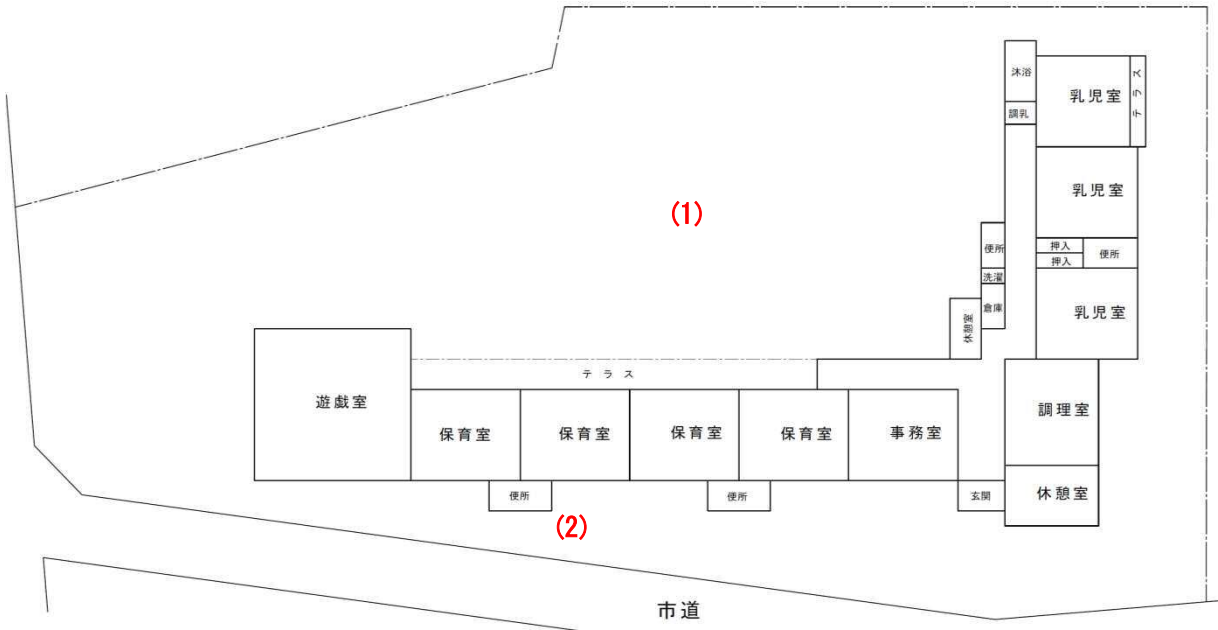 沐浴
乳児室
テラス
調乳
乳児室
(1)
便所
押入
便所
押入
洗濯
倉庫
乳児室
休憩室
テラス
遊戯室
調理室
保育室
保育室
保育室
保育室
事務室
便所
便所
玄関
休憩室
(2)
市道